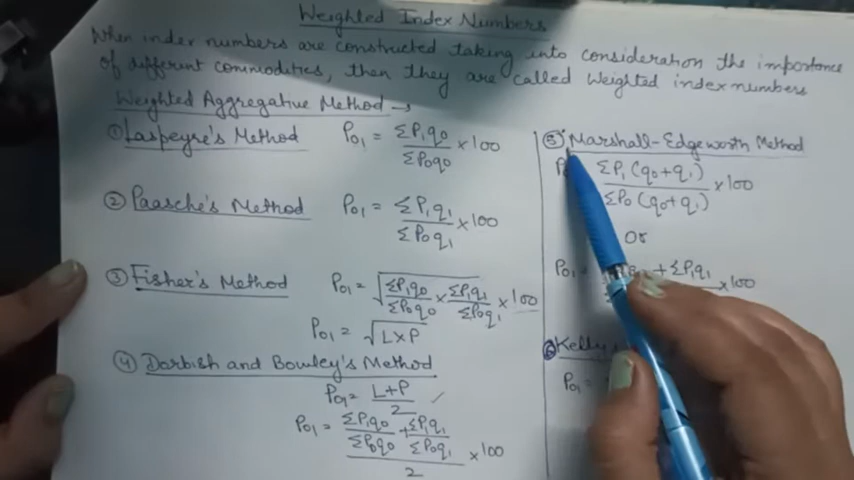 Weighted Index Numbers
When index numbers are constructed taking into consideration the importance
of different commodities, then they are called weighted index numbers
Weighted Aggregative Method →
① Laspeyre's Method P₀₁ = ΣP₁q₀ / ΣP₀q₀ × 100
② Paasche's Method P₀₁ = ΣP₁q₁ / ΣP₀q₁ × 100
③ Fisher's Method P₀₁ = √(ΣP₁q₀ / ΣP₀q₀ × ΣP₁q₁ / ΣP₀q₁) × 100
P₀₁ = √(L×P)
④ Dorbish and Bowley's Method
P₀₁ = L+P / 2 ✓
P₀₁ = (ΣP₁q₀ / ΣP₀q₀ + ΣP₁q₁ / ΣP₀q₁) / 2 × 100
⑤ Marshall-Edgeworth Method
ΣP₁(q₀+q₁) / ΣP₀(q₀+q₁) × 100
Or
P₀₁ = + ΣP₁q₁ × 100
⑥ Kelly
P₀₁ =